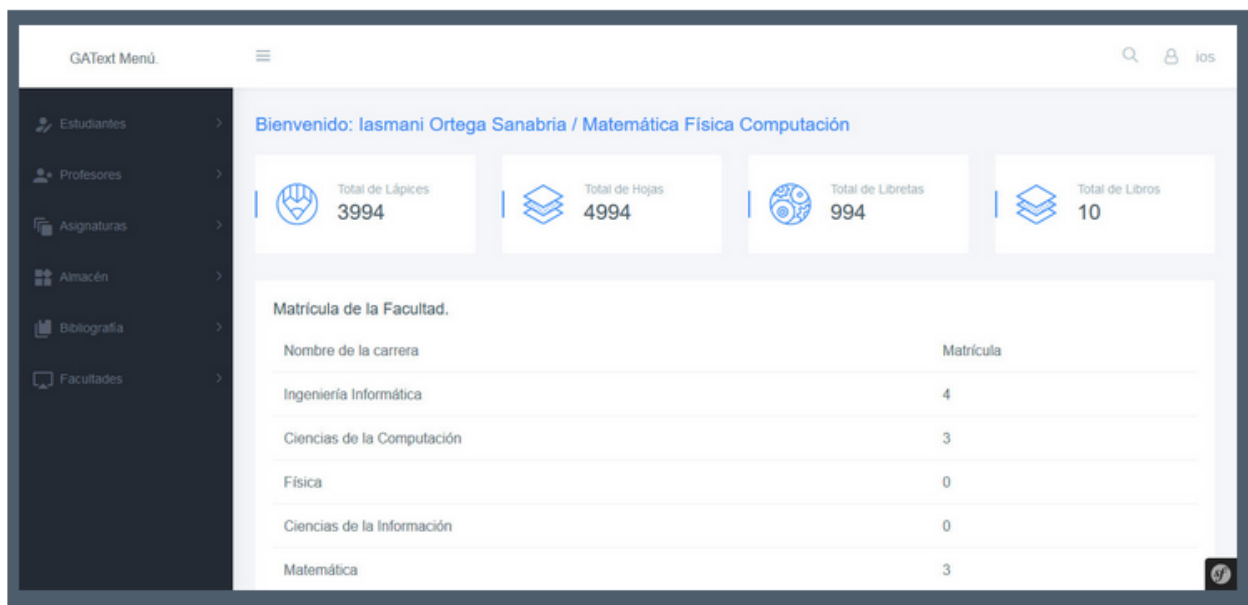 GAText Menú.
ios
Estudiantes
Profesores
Asignaturas
Almacén
Bibliografía
Facultades
Bienvenido: Iasmani Ortega Sanabria / Matemática Física Computación
Total de Lápices
3994
Total de Hojas
4994
Total de Libretas
994
Total de Libros
10
Matrícula de la Facultad.
Nombre de la carrera Matrícula
Ingeniería Informática 4
Ciencias de la Computación 3
Física 0
Ciencias de la Información 0
Matemática 3
sf